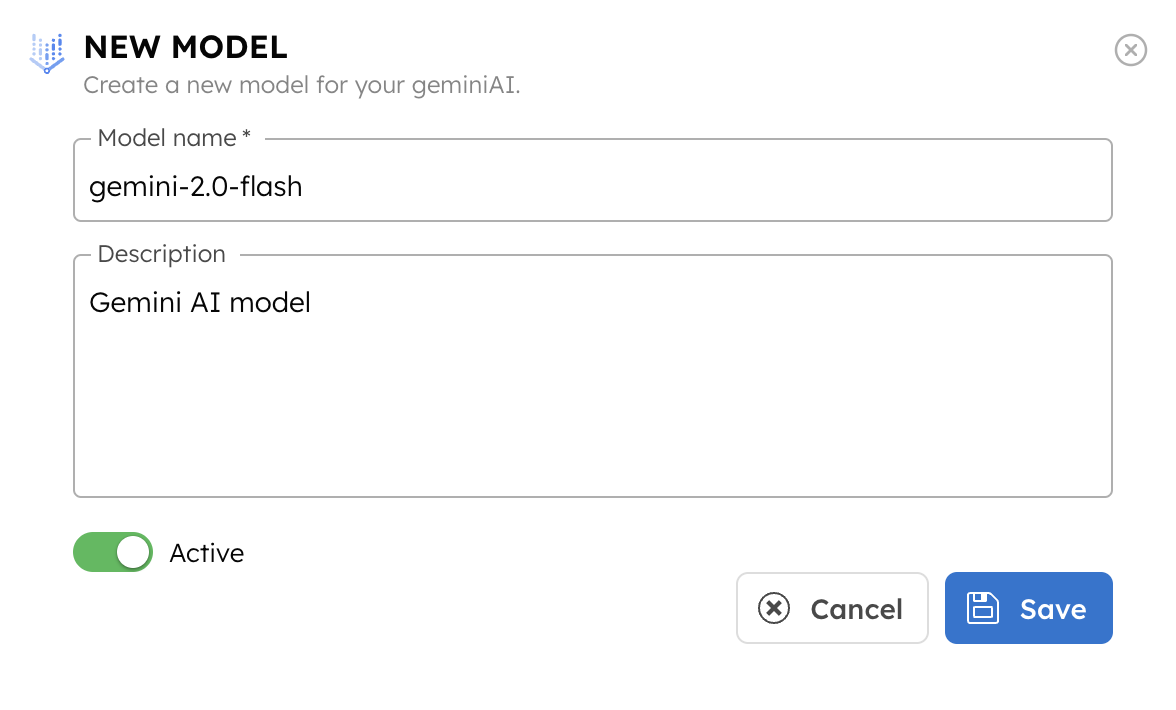 NEW MODEL
Create a new model for your geminiAI.
Model name *
gemini-2.0-flash
Description
Gemini AI model
Active
Cancel
Save